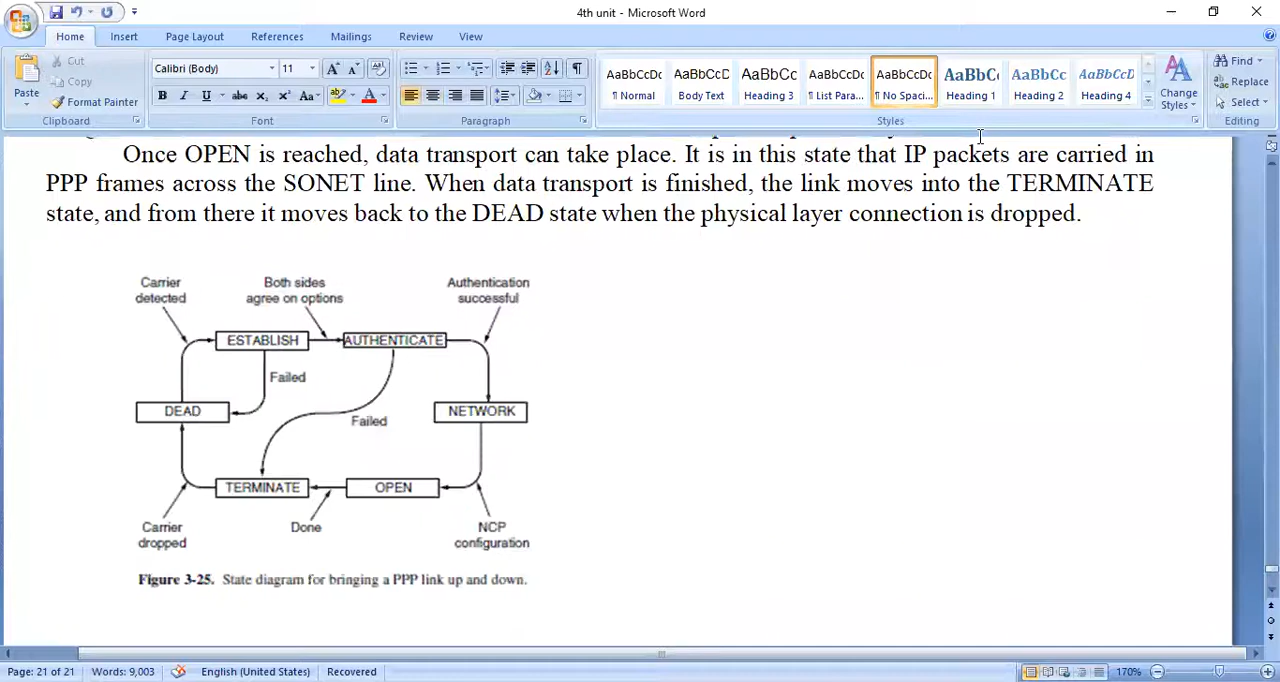 4th unit - Microsoft Word
Home Insert Page Layout References Mailings Review View
Paste
Cut
Copy
Format Painter
Clipboard
Calibri (Body) 11
B I U abc X₂ X² Aa A
Font
Paragraph
AaBbCcDc AaBbCcD AaBbCc AaBbCcDc AaBbCcDc AaBbC AaBbCc AaBbCcD
¶ Normal Body Text Heading 3 ¶ List Para... ¶ No Spaci... Heading 1 Heading 2 Heading 4
Change Styles
Styles
Find
Replace
Select
Editing
Once OPEN is reached, data transport can take place. It is in this state that IP packets are carried in
PPP frames across the SONET line. When data transport is finished, the link moves into the TERMINATE
state, and from there it moves back to the DEAD state when the physical layer connection is dropped.
Carrier detected
Both sides agree on options
Authentication successful
ESTABLISH
AUTHENTICATE
Failed
DEAD
Failed
NETWORK
TERMINATE
OPEN
Carrier dropped
Done
NCP configuration
Figure 3-25. State diagram for bringing a PPP link up and down.
Page: 21 of 21 Words: 9,003 English (United States) Recovered 170%